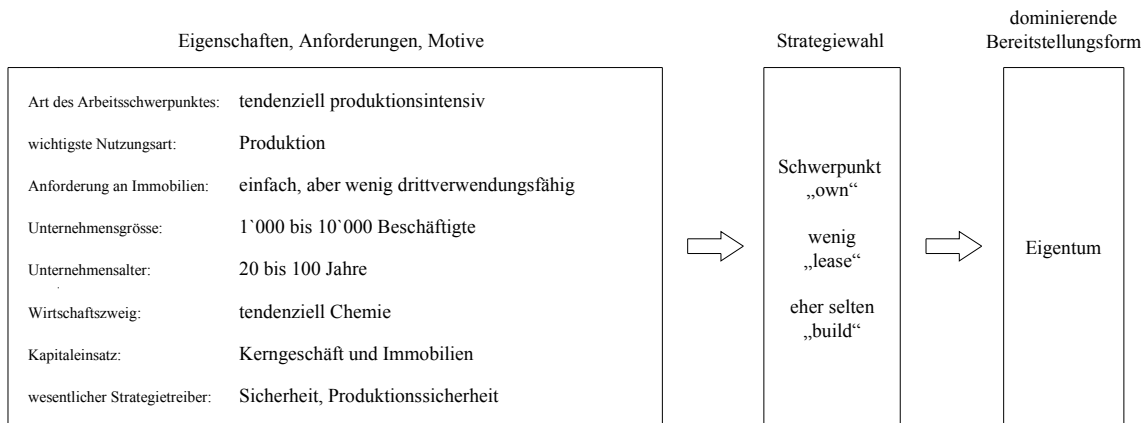 Eigenschaften, Anforderungen, Motive
Strategiewahl
dominierende
Bereitstellungsform
Art des Arbeitsschwerpunktes: tendenziell produktionsintensiv
wichtigste Nutzungsart: Produktion
Anforderung an Immobilien: einfach, aber wenig drittverwendungsfähig
Unternehmensgrösse: 1`000 bis 10`000 Beschäftigte
Unternehmensalter: 20 bis 100 Jahre
Wirtschaftszweig: tendenziell Chemie
Kapitaleinsatz: Kerngeschäft und Immobilien
wesentlicher Strategietreiber: Sicherheit, Produktionssicherheit
Schwerpunkt
„own“
wenig
„lease“
eher selten
„build“
Eigentum